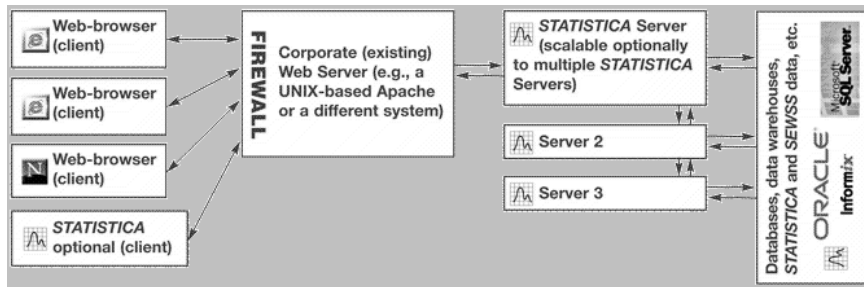 Web-browser
(client)
Web-browser
(client)
N
Web-browser
(client)
STATISTICA
optional (client)
FIREWALL
Corporate (existing)
Web Server (e.g., a
UNIX-based Apache
or a different system)
STATISTICA Server
(scalable optionally
to multiple STATISTICA
Servers)
Server 2
Server 3
Databases, data warehouses,
STATISTICA and SEWSS data, etc.
ORACLE
Informix
Microsoft
SQL Server